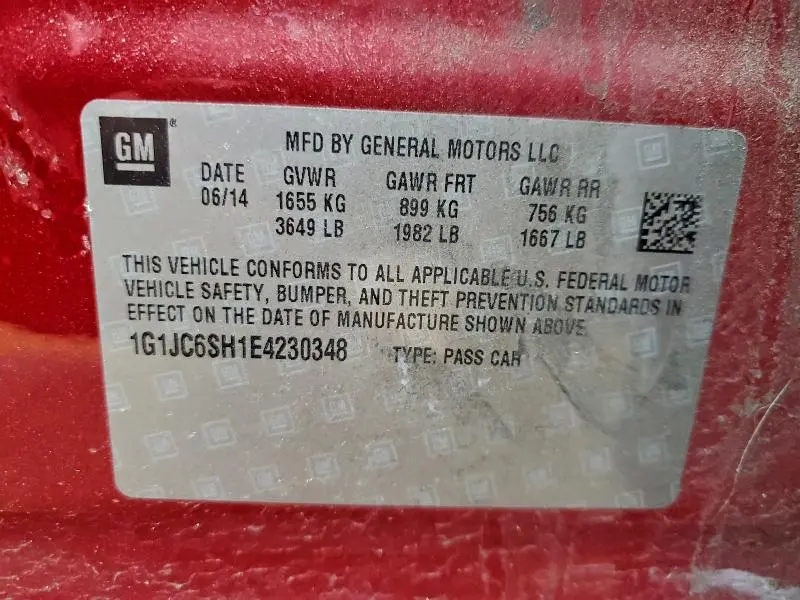 GM®
MFD BY GENERAL MOTORS LLC
DATE GVWR GAWR FRT GAWR RR
06/14 1655 KG 899 KG 756 KG
3649 LB 1982 LB 1667 LB
THIS VEHICLE CONFORMS TO ALL APPLICABLE U.S. FEDERAL MOTOR
VEHICLE SAFETY, BUMPER, AND THEFT PREVENTION STANDARDS IN
EFFECT ON THE DATE OF MANUFACTURE SHOWN ABOVE.
1G1JC6SH1E4230348 TYPE: PASS CAR